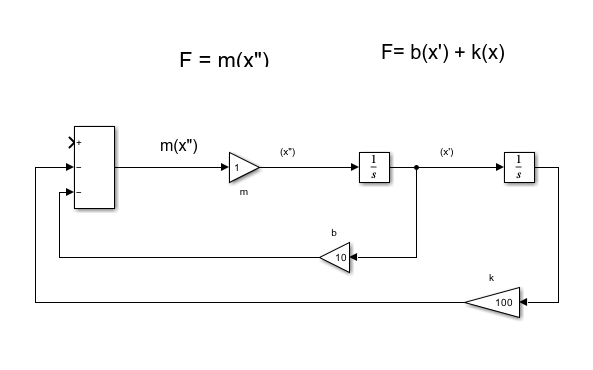 F = m(x")
F= b(x') + k(x)
+
−
−
m(x")
1
m
(x")
1
s
(x')
1
s
b
10
k
100